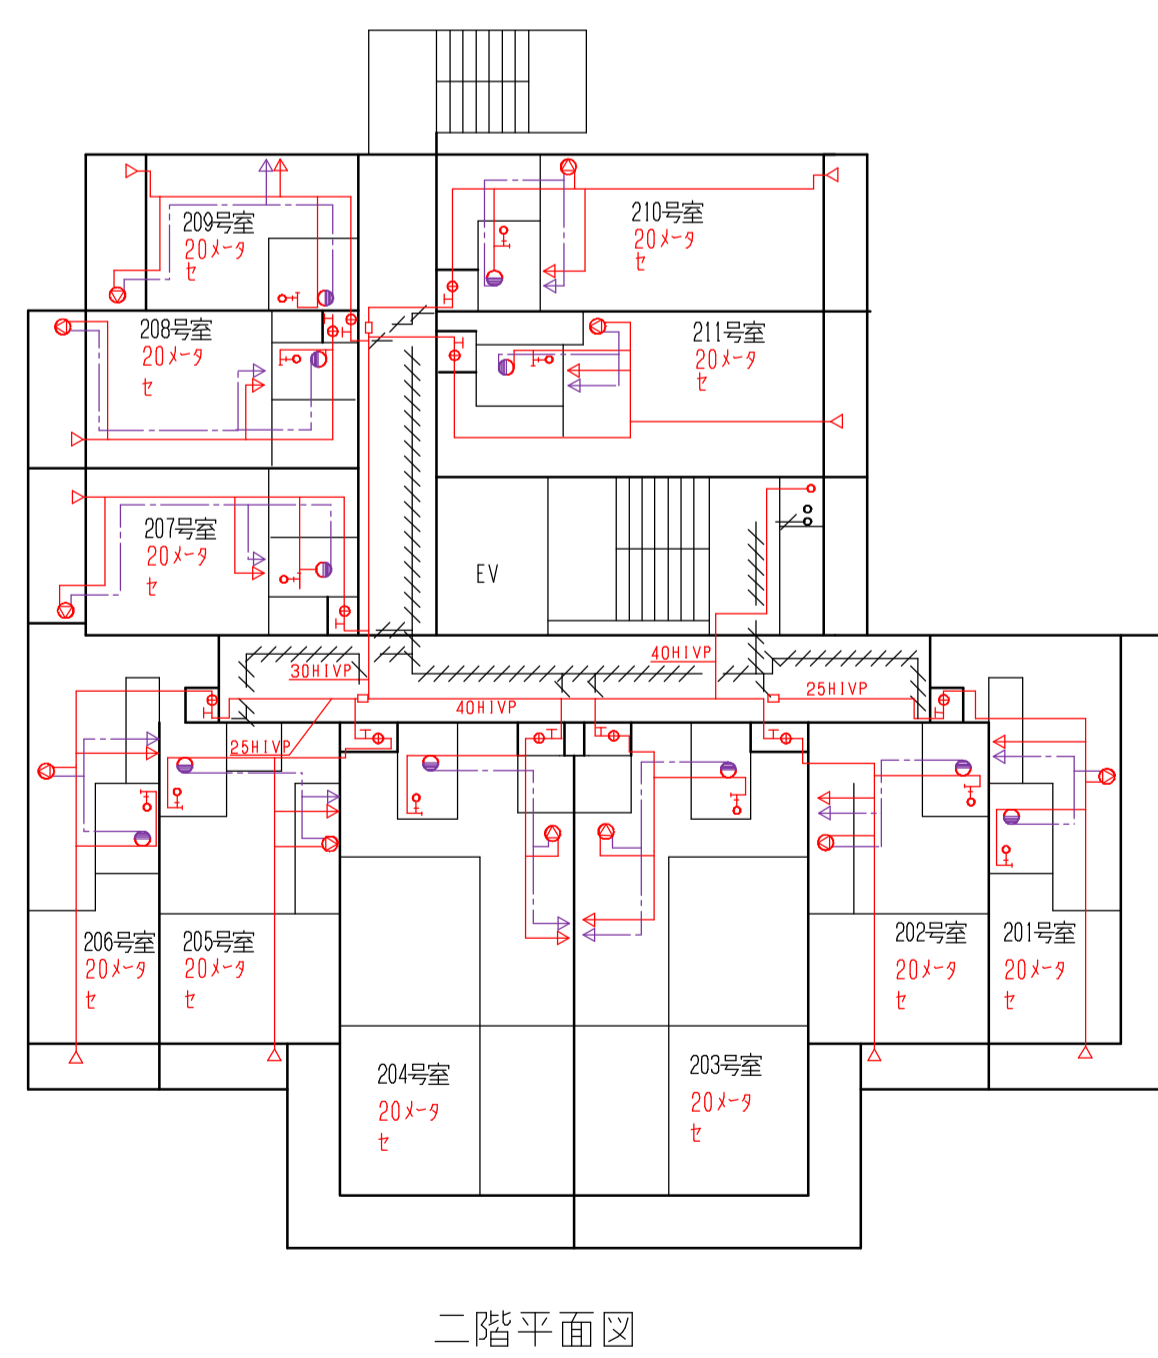 209号室
20メータ
セ
210号室
20メータ
セ
208号室
20メータ
セ
211号室
20メータ
セ
207号室
20メータ
セ
EV
30HIVP
40HIVP
25HIVP
40HIVP
25HIVP
206号室
20メータ
セ
205号室
20メータ
セ
202号室
20メータ
セ
201号室
20メータ
セ
204号室
20メータ
セ
203号室
20メータ
セ
二階平面図